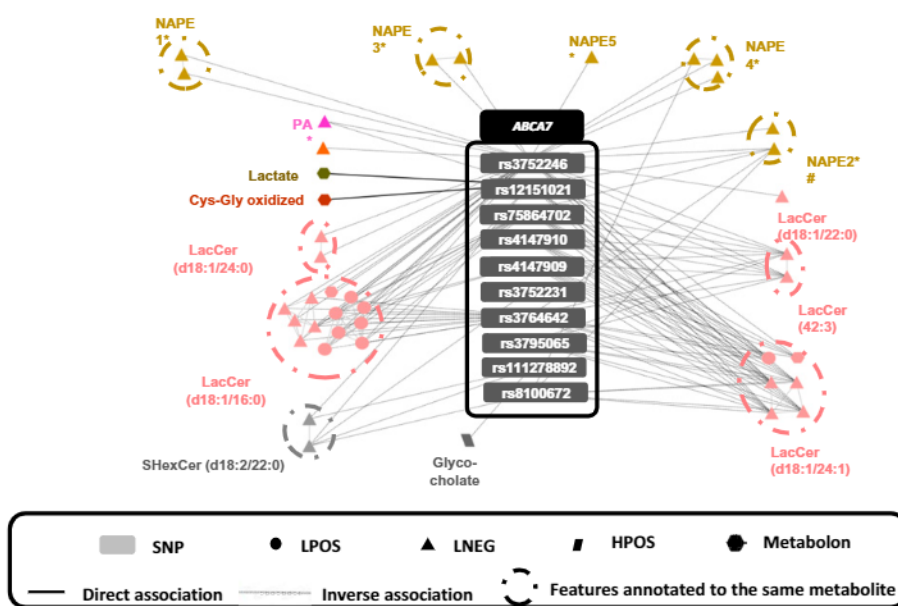 NAPE
1*
NAPE
3*
NAPE5
*
NAPE
4*
PA
*
ABCA7
NAPE2*
#
Lactate
Cys-Gly oxidized
rs3752246
rs12151021
rs75864702
rs4147910
rs4147909
rs3752231
rs3764642
rs3795065
rs111278892
rs8100672
LacCer
(d18:1/22:0)
LacCer
(d18:1/24:0)
LacCer
(42:3)
LacCer
(d18:1/16:0)
LacCer
(d18:1/24:1)
SHexCer (d18:2/22:0)
Glyco-
cholate
SNP
LPOS
LNEG
HPOS
Metabolon
Direct association
Inverse association
Features annotated to the same metabolite